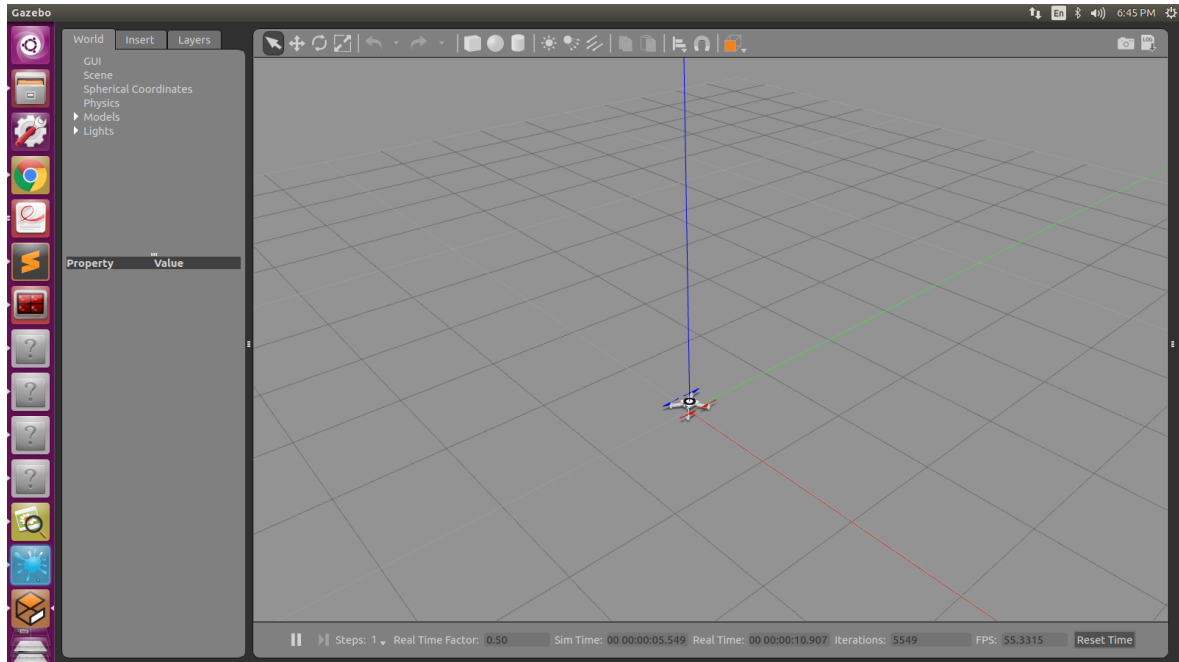 Gazebo En 6:45 PM
World Insert Layers
GUI
Scene
Spherical Coordinates
Physics
Models
Lights
LOG
Property Value
? 
?
?
?
Steps: 1 Real Time Factor: 0.50 Sim Time: 00 00:00:05.549 Real Time: 00 00:00:10.907 Iterations: 5549 FPS: 55.3315 Reset Time